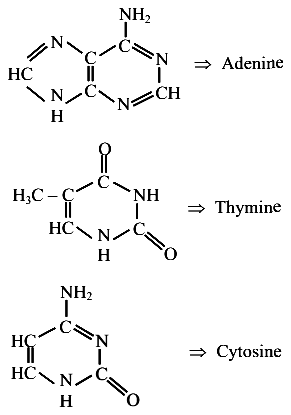 NH₂
N C N ⇒ Adenine
HC
C
N C N CH
H
O
H₃C – C C NH ⇒ Thymine
HC N C
H O
NH₂
C
HC N ⇒ Cytosine
HC N C
H O